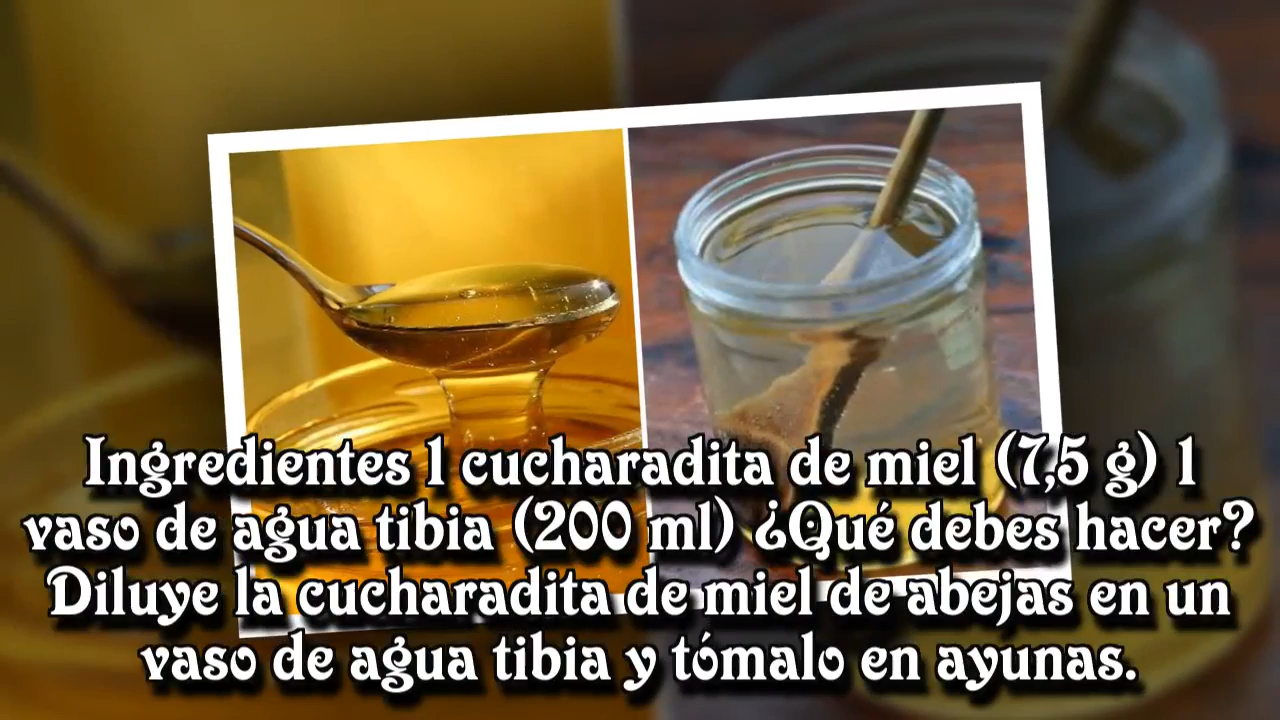 Ingredientes 1 cucharadita de miel (7,5 g) 1
vaso de agua tibia (200 ml) ¿Qué debes hacer?
Diluye la cucharadita de miel de abejas en un
vaso de agua tibia y tómalo en ayunas.